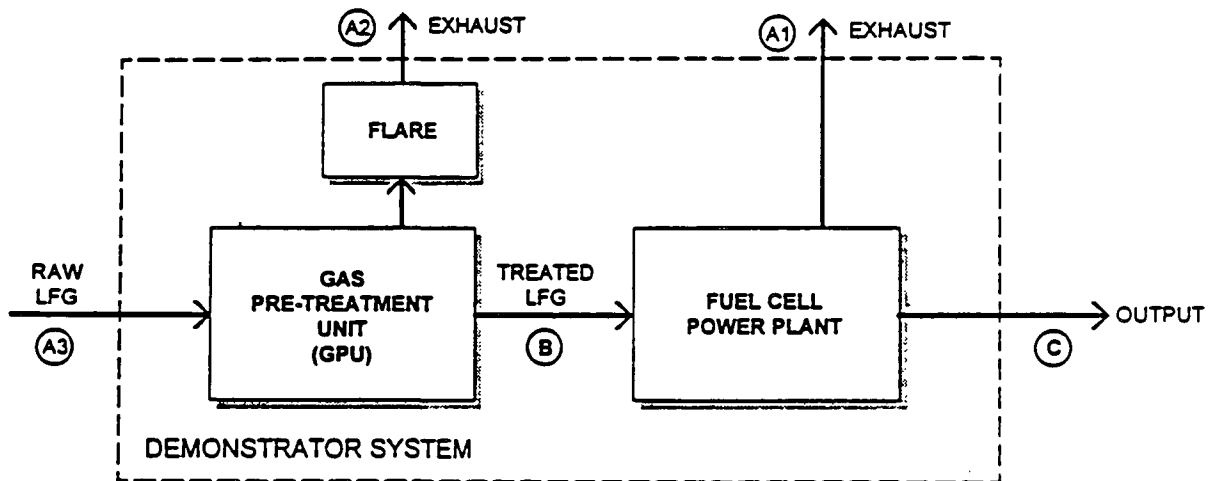 A2 EXHAUST
A1 EXHAUST
FLARE
RAW
LFG
A3
GAS
PRE-TREATMENT
UNIT
(GPU)
TREATED
LFG
B
FUEL CELL
POWER PLANT
OUTPUT
C
DEMONSTRATOR SYSTEM